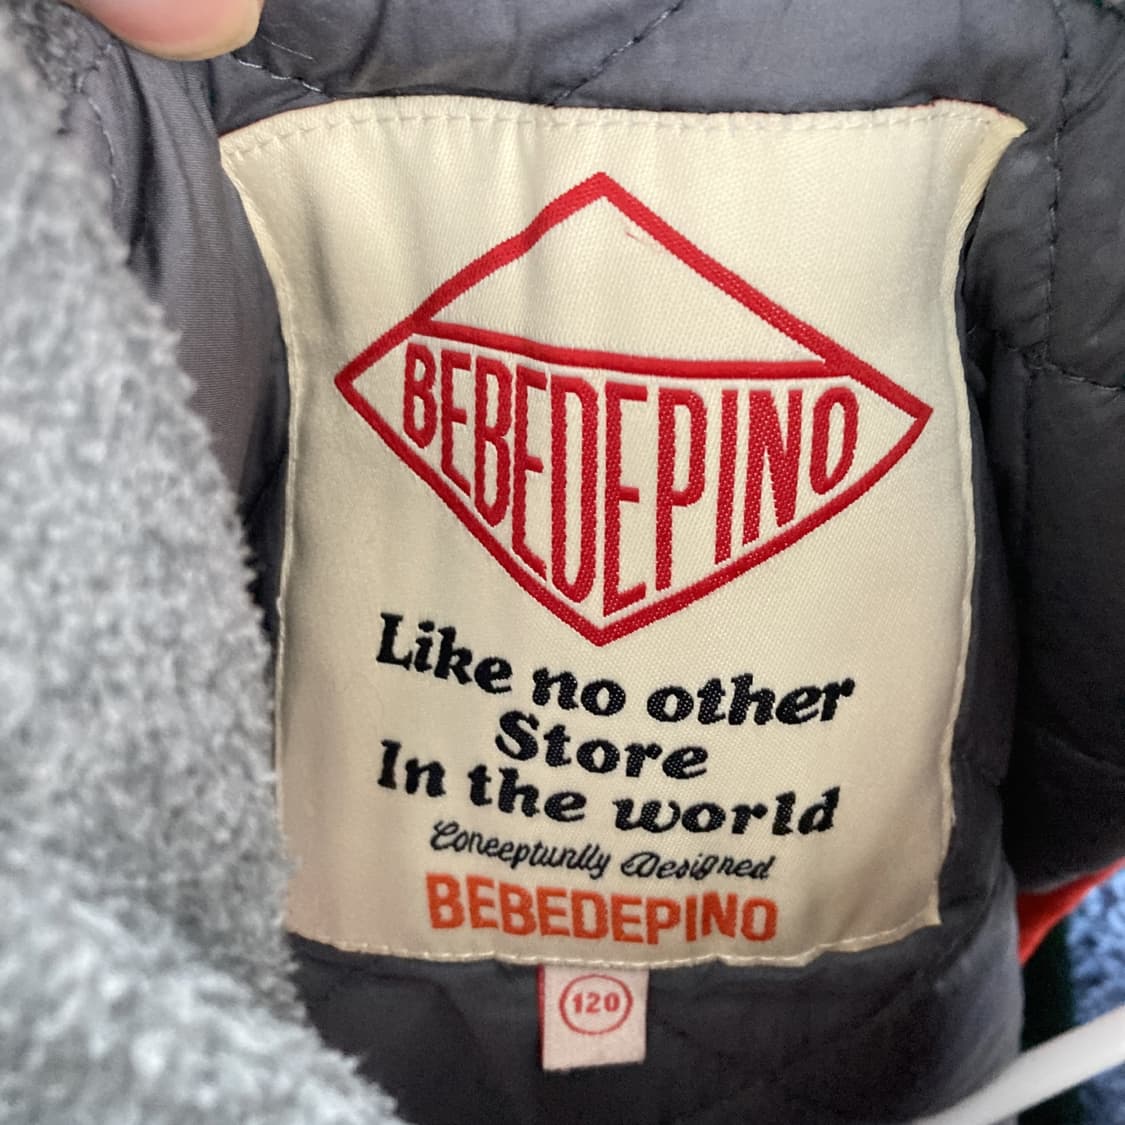 BEBEDEPINO
Like no other
Store
In the world
Conceptunlly Designed
BEBEDEPINO
120